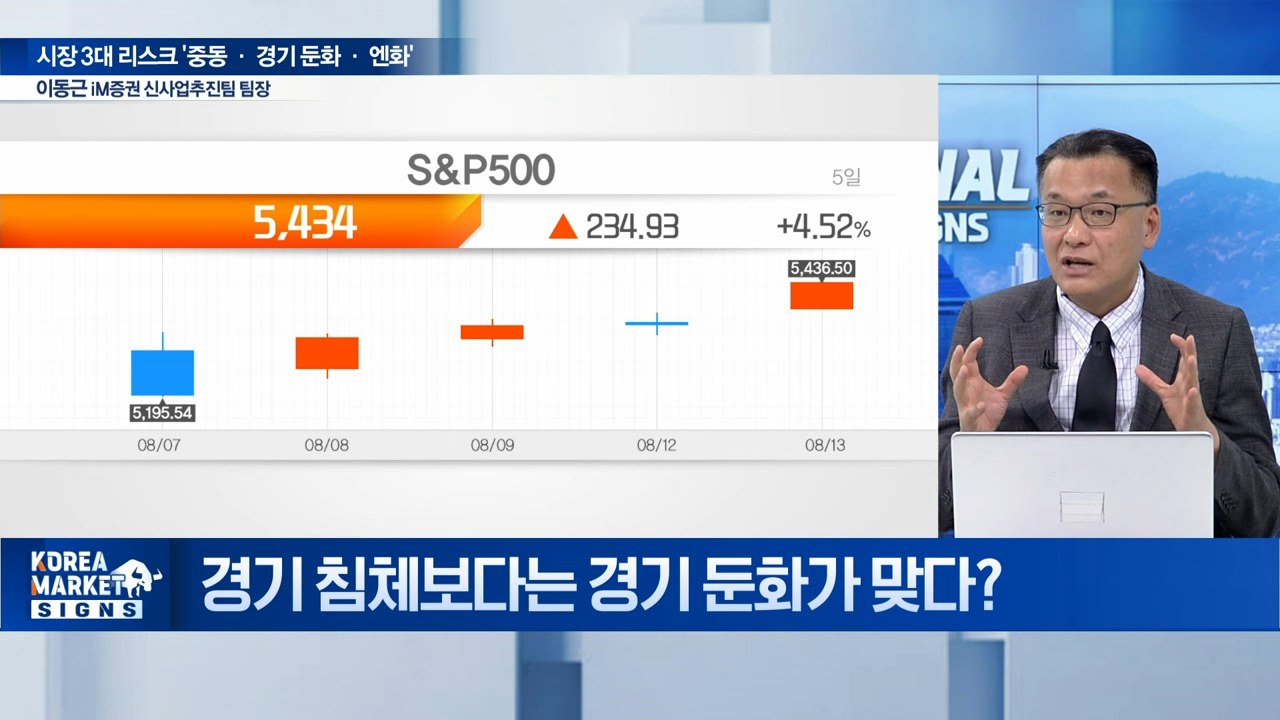 시장 3대 리스크 '중동 · 경기 둔화 · 엔화'
이동근 iM증권 신사업추진팀 팀장
S&P500
5일
5,434 ▲ 234.93 +4.52%
5,436.50
5,195.54
08/07 08/08 08/09 08/12 08/13
KOREA
MARKET
SIGNS
경기 침체보다는 경기 둔화가 맞다?